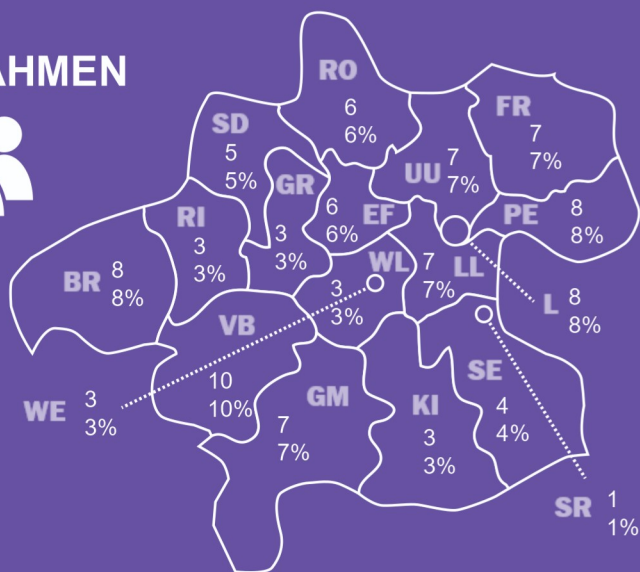 AHMEN
RO
6
6%
FR
7
7%
SD
5
5%
GR
3
3%
UU
7
7%
EF
6
6%
PE
8
8%
RI
3
3%
BR
8
8%
WL
3
3%
LL
7
7%
L
8
8%
VB
10
10%
WE
3
3%
GM
7
7%
KI
3
3%
SE
4
4%
SR
1
1%